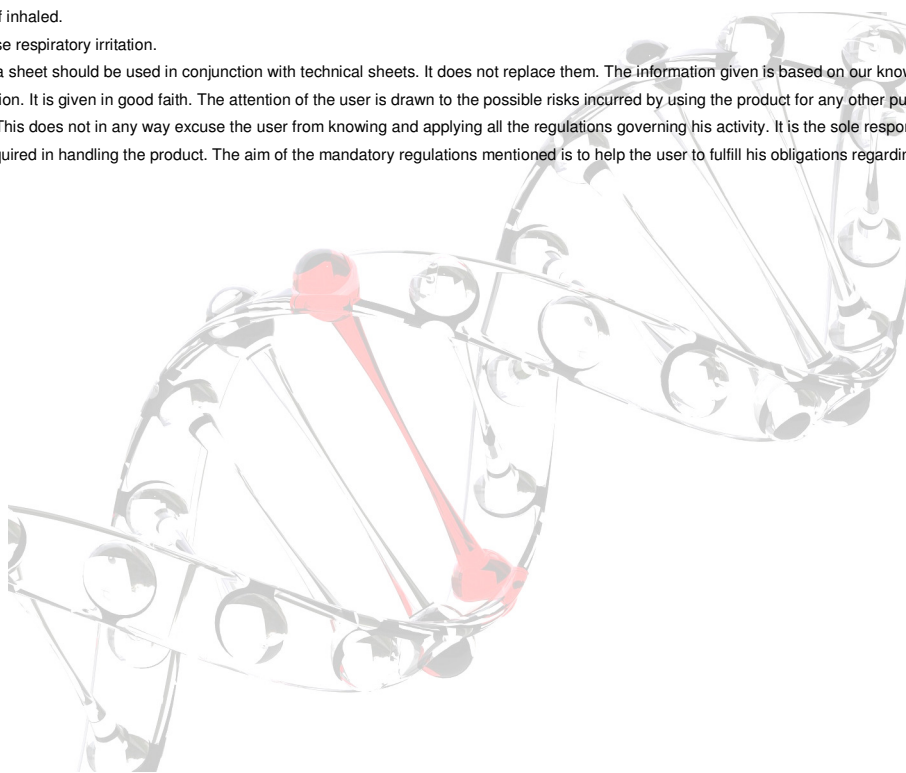 f inhaled.
se respiratory irritation.
a sheet should be used in conjunction with technical sheets. It does not replace them. The information given is based on our know
ion. It is given in good faith. The attention of the user is drawn to the possible risks incurred by using the product for any other pu
This does not in any way excuse the user from knowing and applying all the regulations governing his activity. It is the sole respor
quired in handling the product. The aim of the mandatory regulations mentioned is to help the user to fulfill his obligations regardin